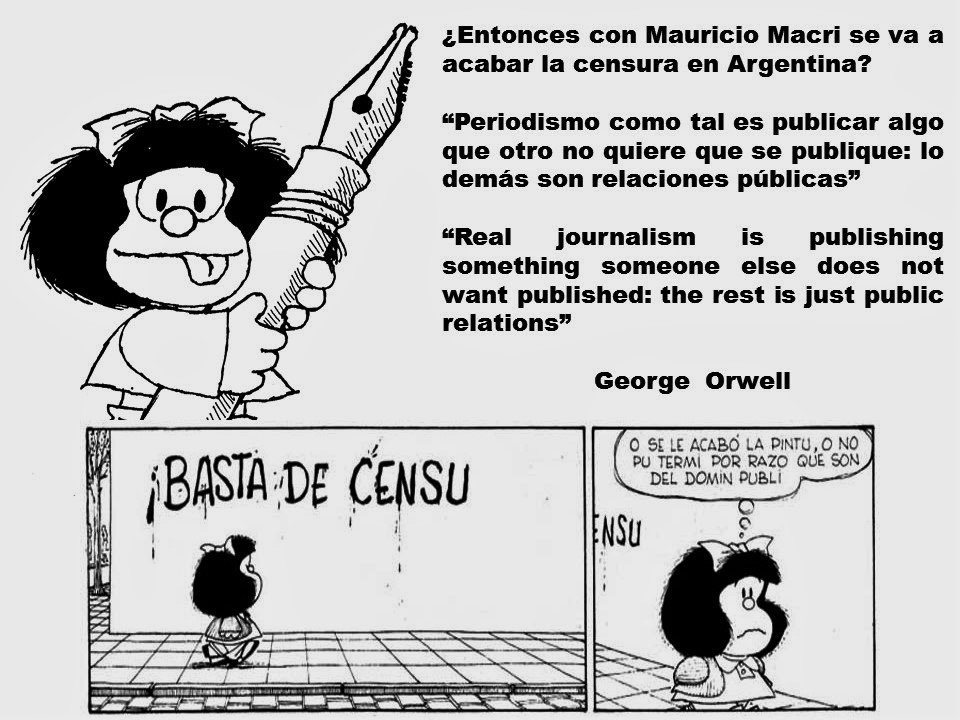 ¿Entonces con Mauricio Macri se va a
acabar la censura en Argentina?
“Periodismo como tal es publicar algo
que otro no quiere que se publique: lo
demás son relaciones públicas”
“Real journalism is publishing
something someone else does not
want published: the rest is just public
relations”
George Orwell
¡BASTA DE CENSU
O SE LE ACABÓ LA PINTU, O NO
PU TERMI POR RAZO QUE SON
DEL DOMIN PUBLI
ENSU